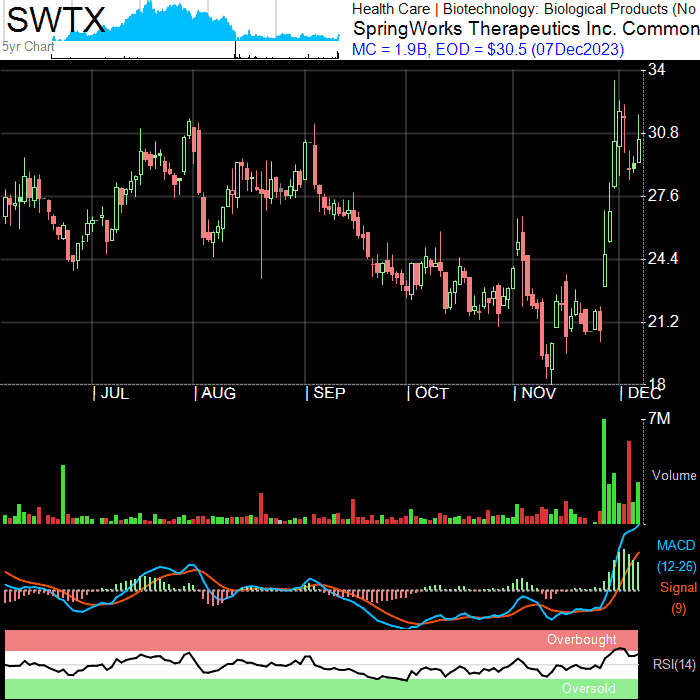 SWTX
5yr Chart
Health Care | Biotechnology: Biological Products (No
SpringWorks Therapeutics Inc. Common
MC = 1.9B, EOD = $30.5 (07Dec2023)
34
30.8
27.6
24.4
21.2
18
JUL AUG SEP OCT NOV DEC
7M
Volume
MACD
(12-26)
Signal
(9)
Overbought
RSI(14)
Oversold